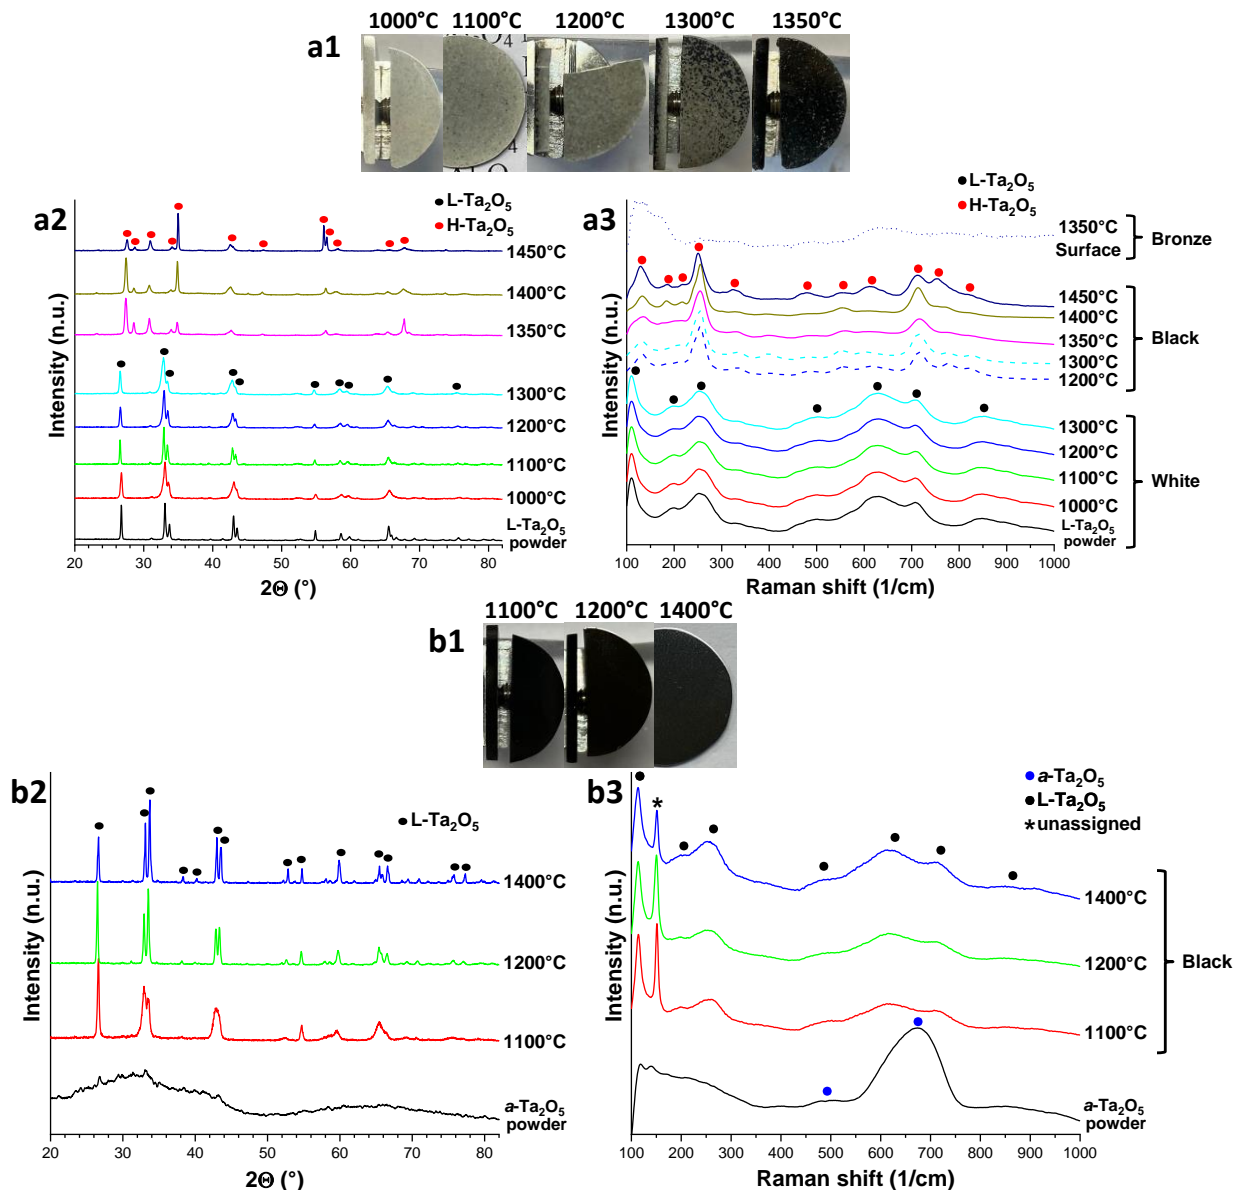 1000°C 1100°C 1200°C 1300°C 1350°C
a1
a2
L-Ta₂O₅
H-Ta₂O₅
1450°C
1400°C
1350°C
1300°C
1200°C
1100°C
1000°C
L-Ta₂O₅
powder
Intensity (n.u.)
20 30 40 50 60 70 80
2Θ (°)
a3
L-Ta₂O₅
H-Ta₂O₅
1350°C
Surface
Bronze
1450°C
1400°C
1350°C
1300°C
1200°C
Black
1300°C
1200°C
1100°C
1000°C
L-Ta₂O₅
powder
White
Intensity (n.u.)
100 200 300 400 500 600 700 800 900 1000
Raman shift (1/cm)
1100°C 1200°C 1400°C
b1
b2
L-Ta₂O₅
1400°C
1200°C
1100°C
a-Ta₂O₅
powder
Intensity (n.u.)
20 30 40 50 60 70 80
2Θ (°)
b3
a-Ta₂O₅
L-Ta₂O₅
*unassigned
1400°C
1200°C
1100°C
Black
a-Ta₂O₅
powder
Intensity (n.u.)
100 200 300 400 500 600 700 800 900 1000
Raman shift (1/cm)